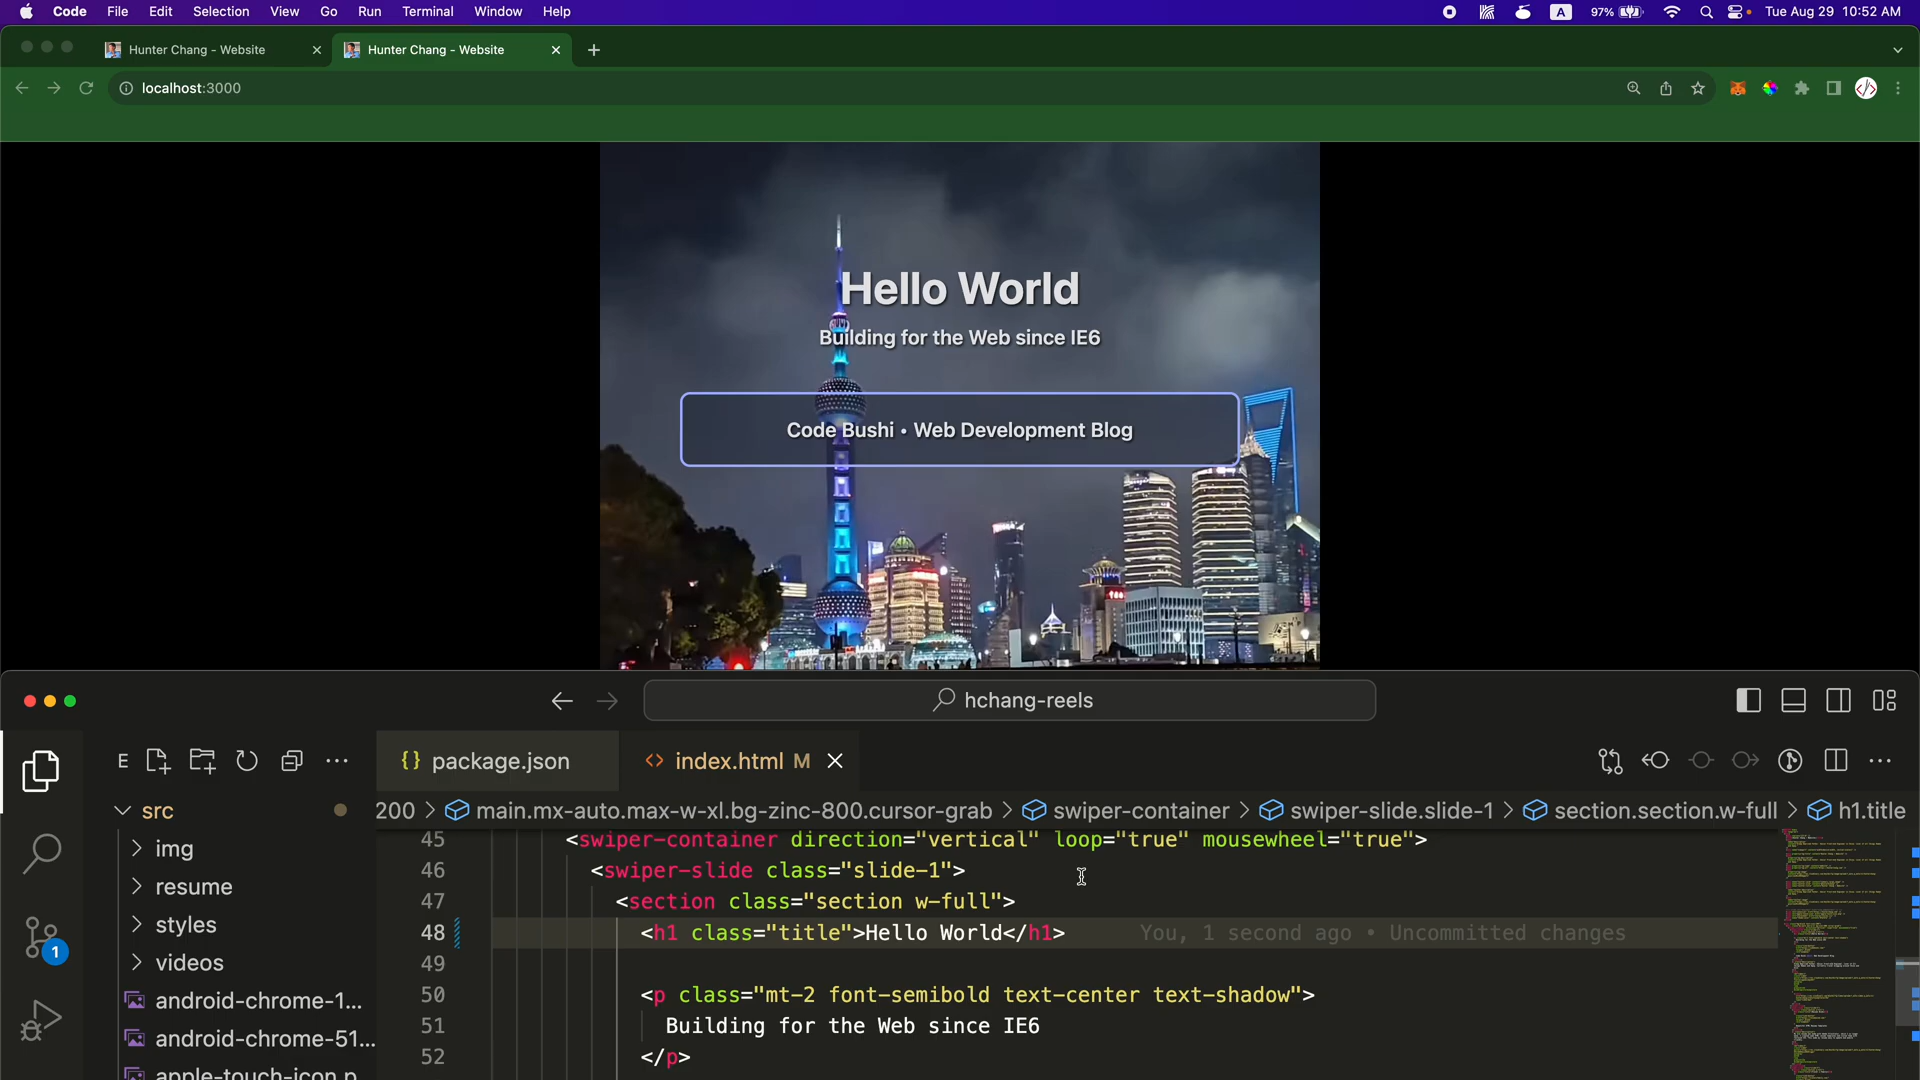 Code File Edit Selection View Go Run Terminal Window Help A 97% Tue Aug 29 10:52 AM
Hunter Chang - Website Hunter Chang - Website
localhost:3000
Hello World
Building for the Web since IE6
Code Bushi • Web Development Blog
hchang-reels
E package.json index.html M
src 200 > main.mx-auto.max-w-xl.bg-zinc-800.cursor-grab > swiper-container > swiper-slide.slide-1 > section.section.w-full > h1.title
img
resume
styles
videos
android-chrome-1...
android-chrome-51...
apple-touch-icon.p
1
45 <swiper-container direction="vertical" loop="true" mousewheel="true">
46 <swiper-slide class="slide-1">
47 <section class="section w-full">
48 <h1 class="title">Hello World</h1> You, 1 second ago • Uncommitted changes
49
50 <p class="mt-2 font-semibold text-center text-shadow">
51 Building for the Web since IE6
52 </p>